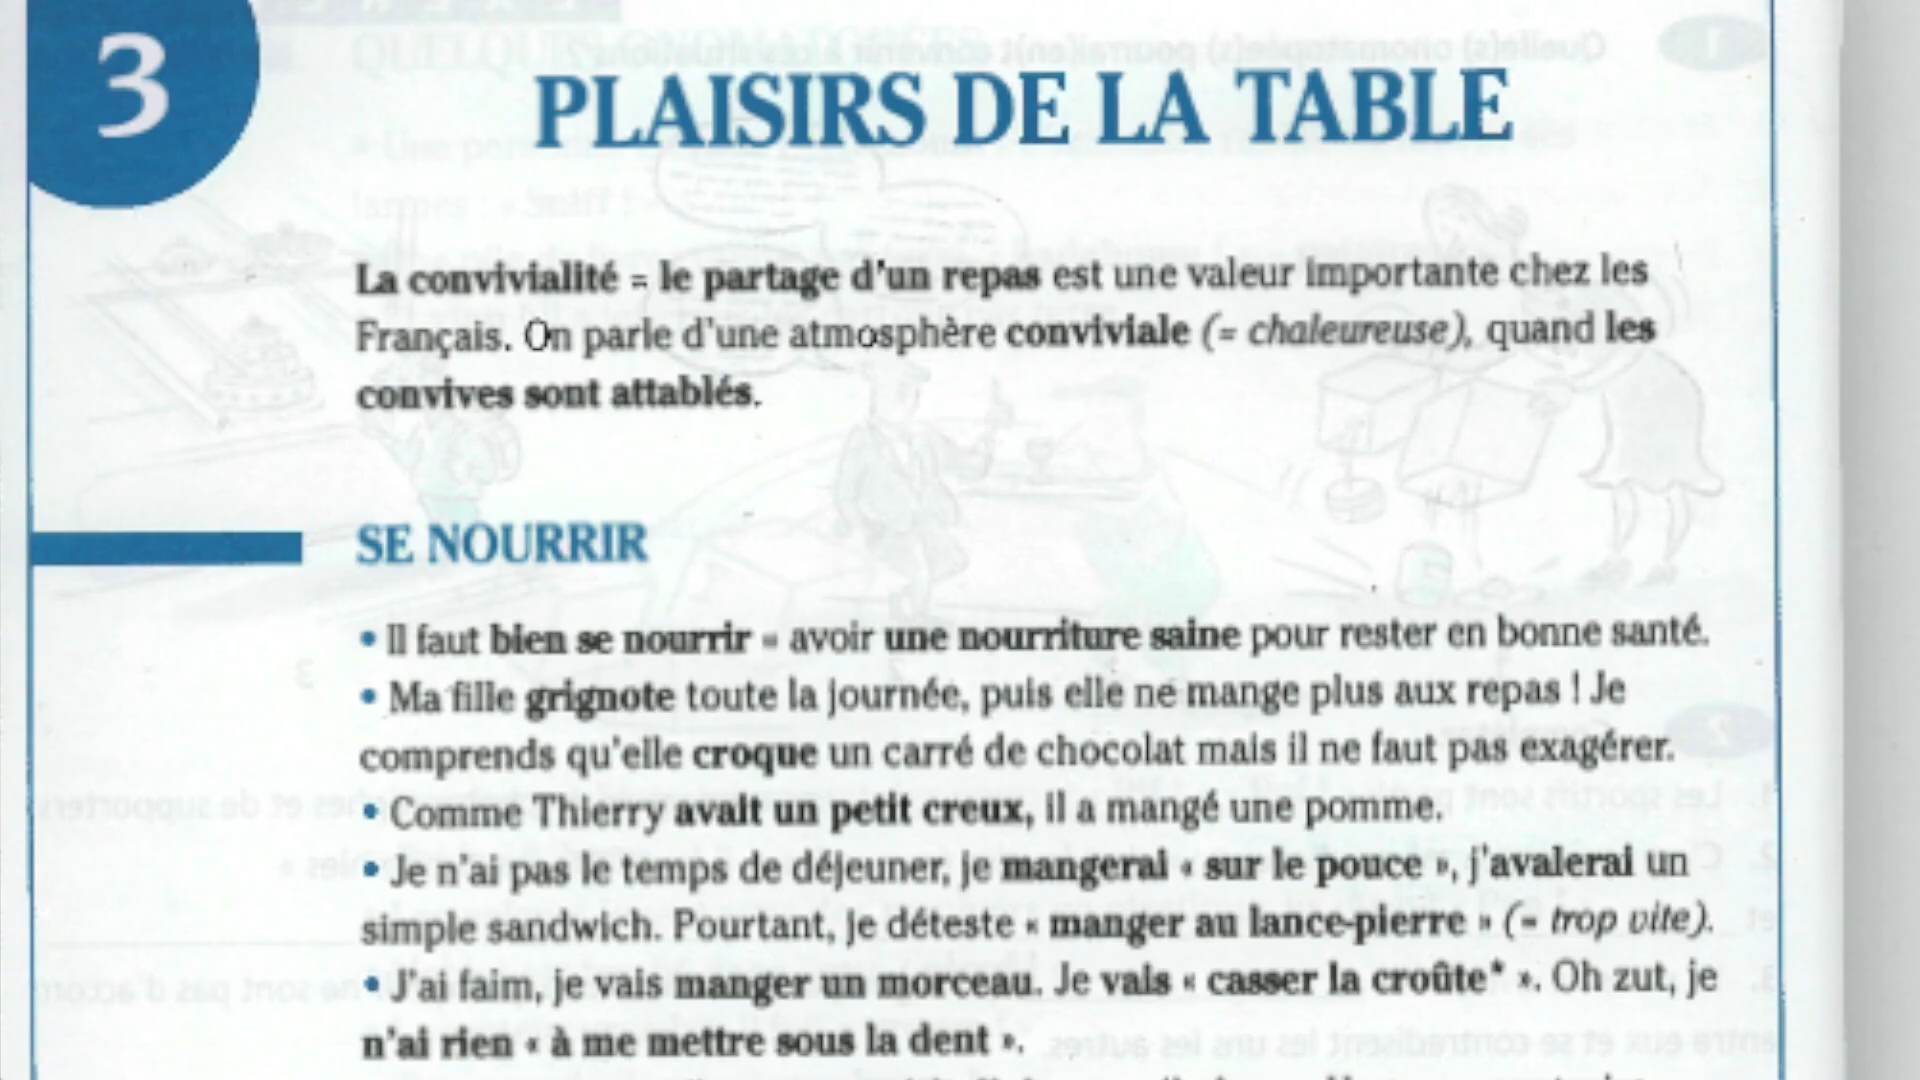 3
PLAISIRS DE LA TABLE
La convivialité = le partage d'un repas est une valeur importante chez les
Français. On parle d'une atmosphère conviviale (= chaleureuse), quand les
convives sont attablés.
SE NOURRIR
• Il faut bien se nourrir = avoir une nourriture saine pour rester en bonne santé.
• Ma fille grignote toute la journée, puis elle ne mange plus aux repas ! Je
comprends qu'elle croque un carré de chocolat mais il ne faut pas exagérer.
• Comme Thierry avait un petit creux, il a mangé une pomme.
• Je n'ai pas le temps de déjeuner, je mangerai « sur le pouce », j'avalerai un
simple sandwich. Pourtant, je déteste « manger au lance-pierre » (= trop vite).
• J'ai faim, je vais manger un morceau. Je vais « casser la croûte* ». Oh zut, je
n'ai rien « à me mettre sous la dent ».